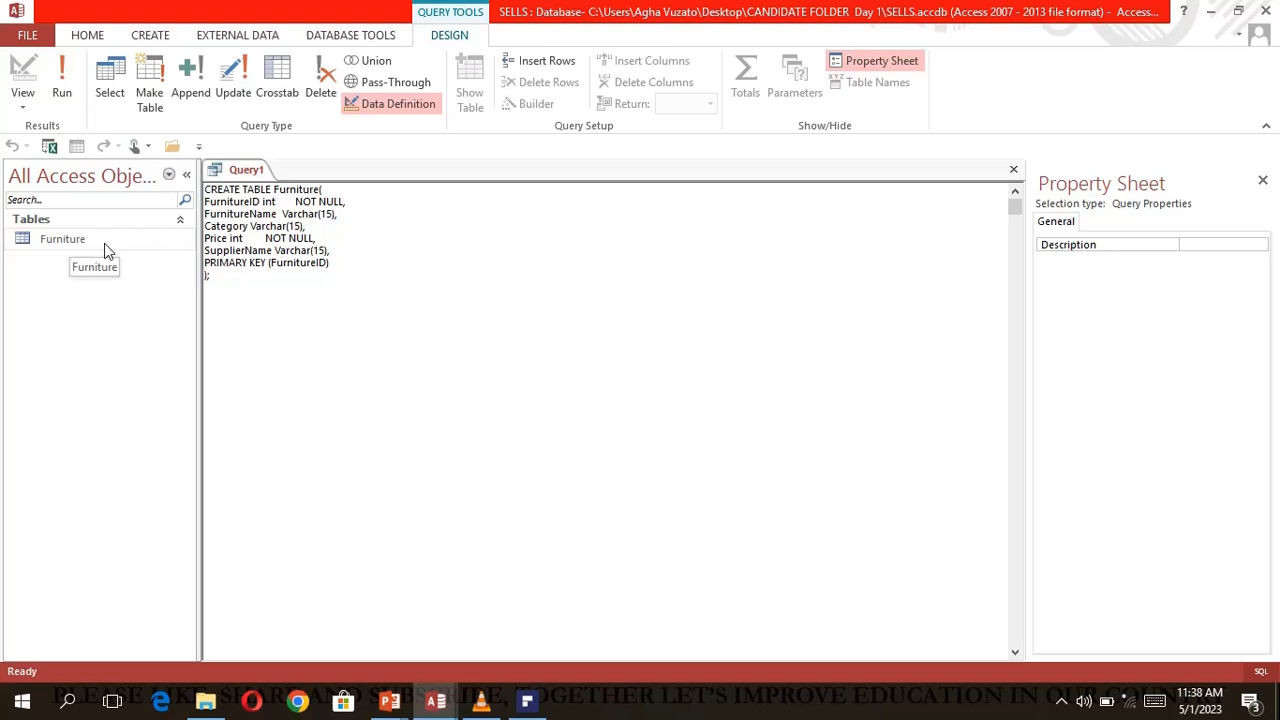 QUERY TOOLS
SELLS : Database- C:\Users\Agha Vuzato\Desktop\CANDIDATE FOLDER  Day 1\SELLS.accdb (Access 2007 - 2013 file format) - Access...
FILE HOME CREATE EXTERNAL DATA DATABASE TOOLS DESIGN
View
Run
Select
Make Table
Append
Update
Crosstab
Delete
Union
Pass-Through
Data Definition
Show Table
Insert Rows
Delete Rows
Builder
Insert Columns
Delete Columns
Return:
Totals
Parameters
Property Sheet
XYZ Table Names
Results
Query Type
Query Setup
Show/Hide
All Access Obje...
Search...
Tables
Furniture
Furniture
Query1
CREATE TABLE Furniture(
FurnitureID int      NOT NULL,
FurnitureName  Varchar(15),
Category Varchar(15),
Price int      NOT NULL,
SupplierName Varchar(15),
PRIMARY KEY (FurnitureID)
);
Property Sheet
Selection type:  Query Properties
General
Description
Ready
SQL
11:38 AM
5/1/2023
3